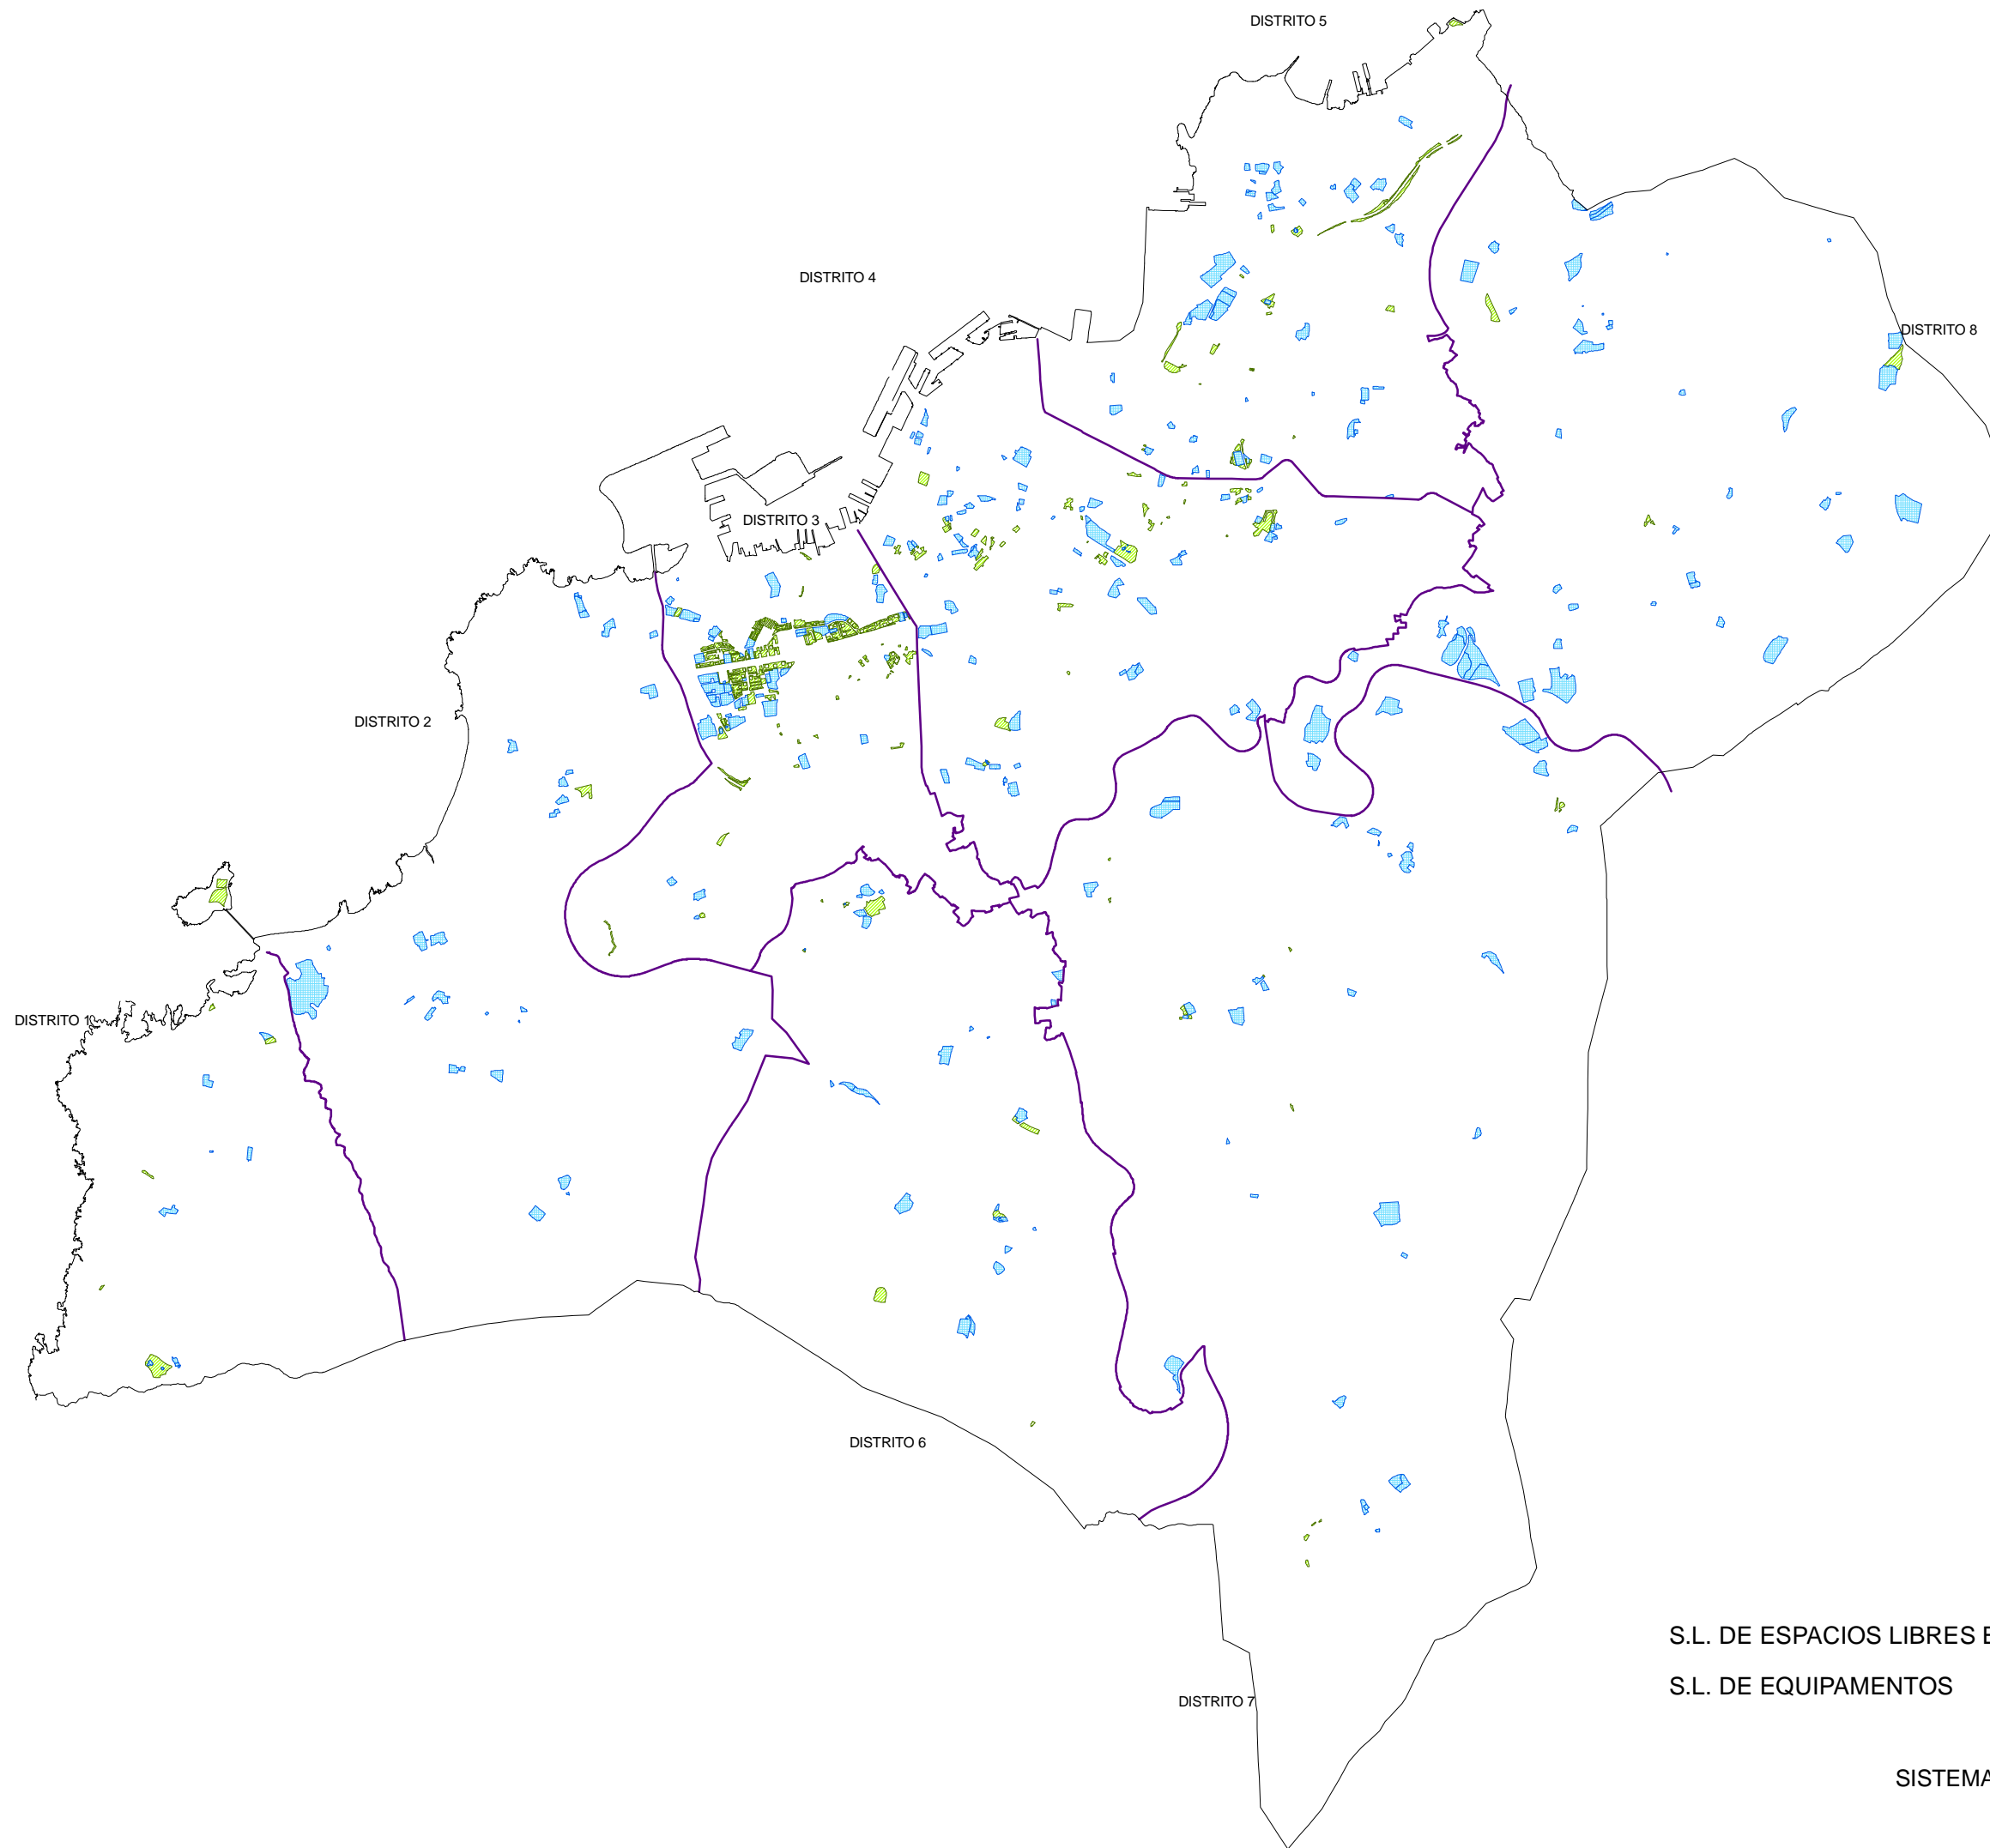 DISTRITO 5
DISTRITO 4
DISTRITO 8
DISTRITO 3
DISTRITO 2
DISTRITO 1
DISTRITO 6
S.L. DE ESPACIOS LIBRES E
S.L. DE EQUIPAMENTOS
DISTRITO 7
SISTEMA